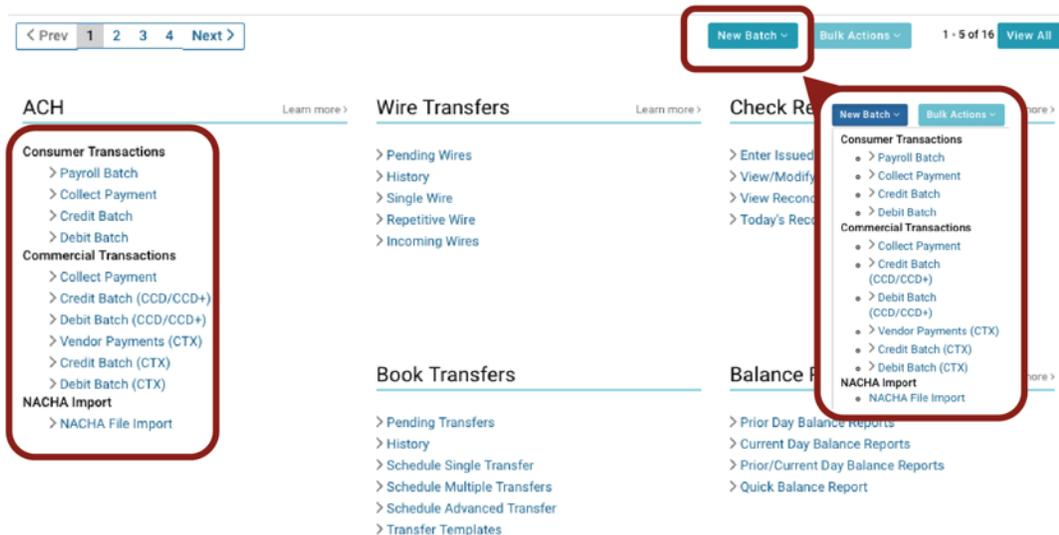 < Prev 1 2 3 4 Next >
New Batch
Bulk Actions
1 - 5 of 16
View All
ACH
Learn more >
Consumer Transactions
> Payroll Batch
> Collect Payment
> Credit Batch
> Debit Batch
Commercial Transactions
> Collect Payment
> Credit Batch (CCD/CCD+)
> Debit Batch (CCD/CCD+)
> Vendor Payments (CTX)
> Credit Batch (CTX)
> Debit Batch (CTX)
NACHA Import
> NACHA File Import
Wire Transfers
Learn more >
> Pending Wires
> History
> Single Wire
> Repetitive Wire
> Incoming Wires
Check Re
> Enter Issued
> View/Modify
> View Recon
> Today's Rec
New Batch
Bulk Actions
Consumer Transactions
> Payroll Batch
> Collect Payment
> Credit Batch
> Debit Batch
Commercial Transactions
> Collect Payment
> Credit Batch
(CCD/CCD+)
> Debit Batch
(CCD/CCD+)
> Vendor Payments (CTX)
> Credit Batch (CTX)
> Debit Batch (CTX)
NACHA Import
NACHA File Import
Book Transfers
> Pending Transfers
> History
> Schedule Single Transfer
> Schedule Multiple Transfers
> Schedule Advanced Transfer
> Transfer Templates
Balance
> Prior Day Balance Reports
> Current Day Balance Reports
> Prior/Current Day Balance Reports
> Quick Balance Report